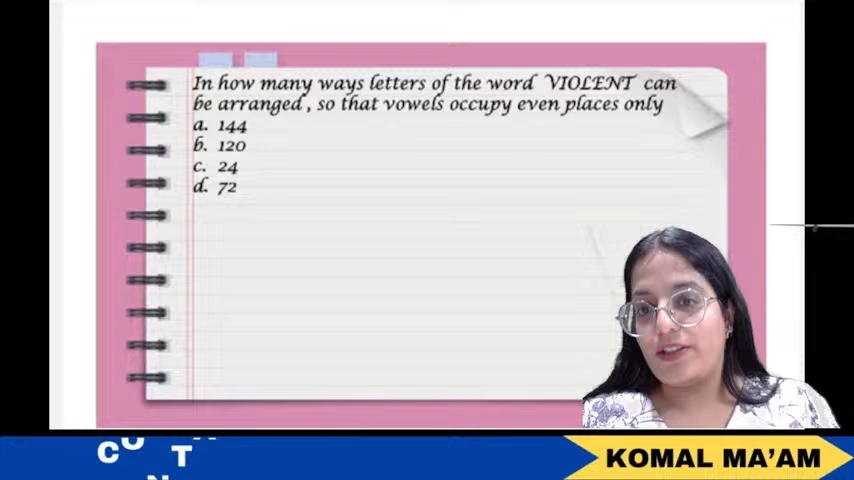 In how many ways letters of the word VIOLENT can
be arranged, so that vowels occupy even places only
a. 144
b. 120
c. 24
d. 72
KOMAL MA'AM